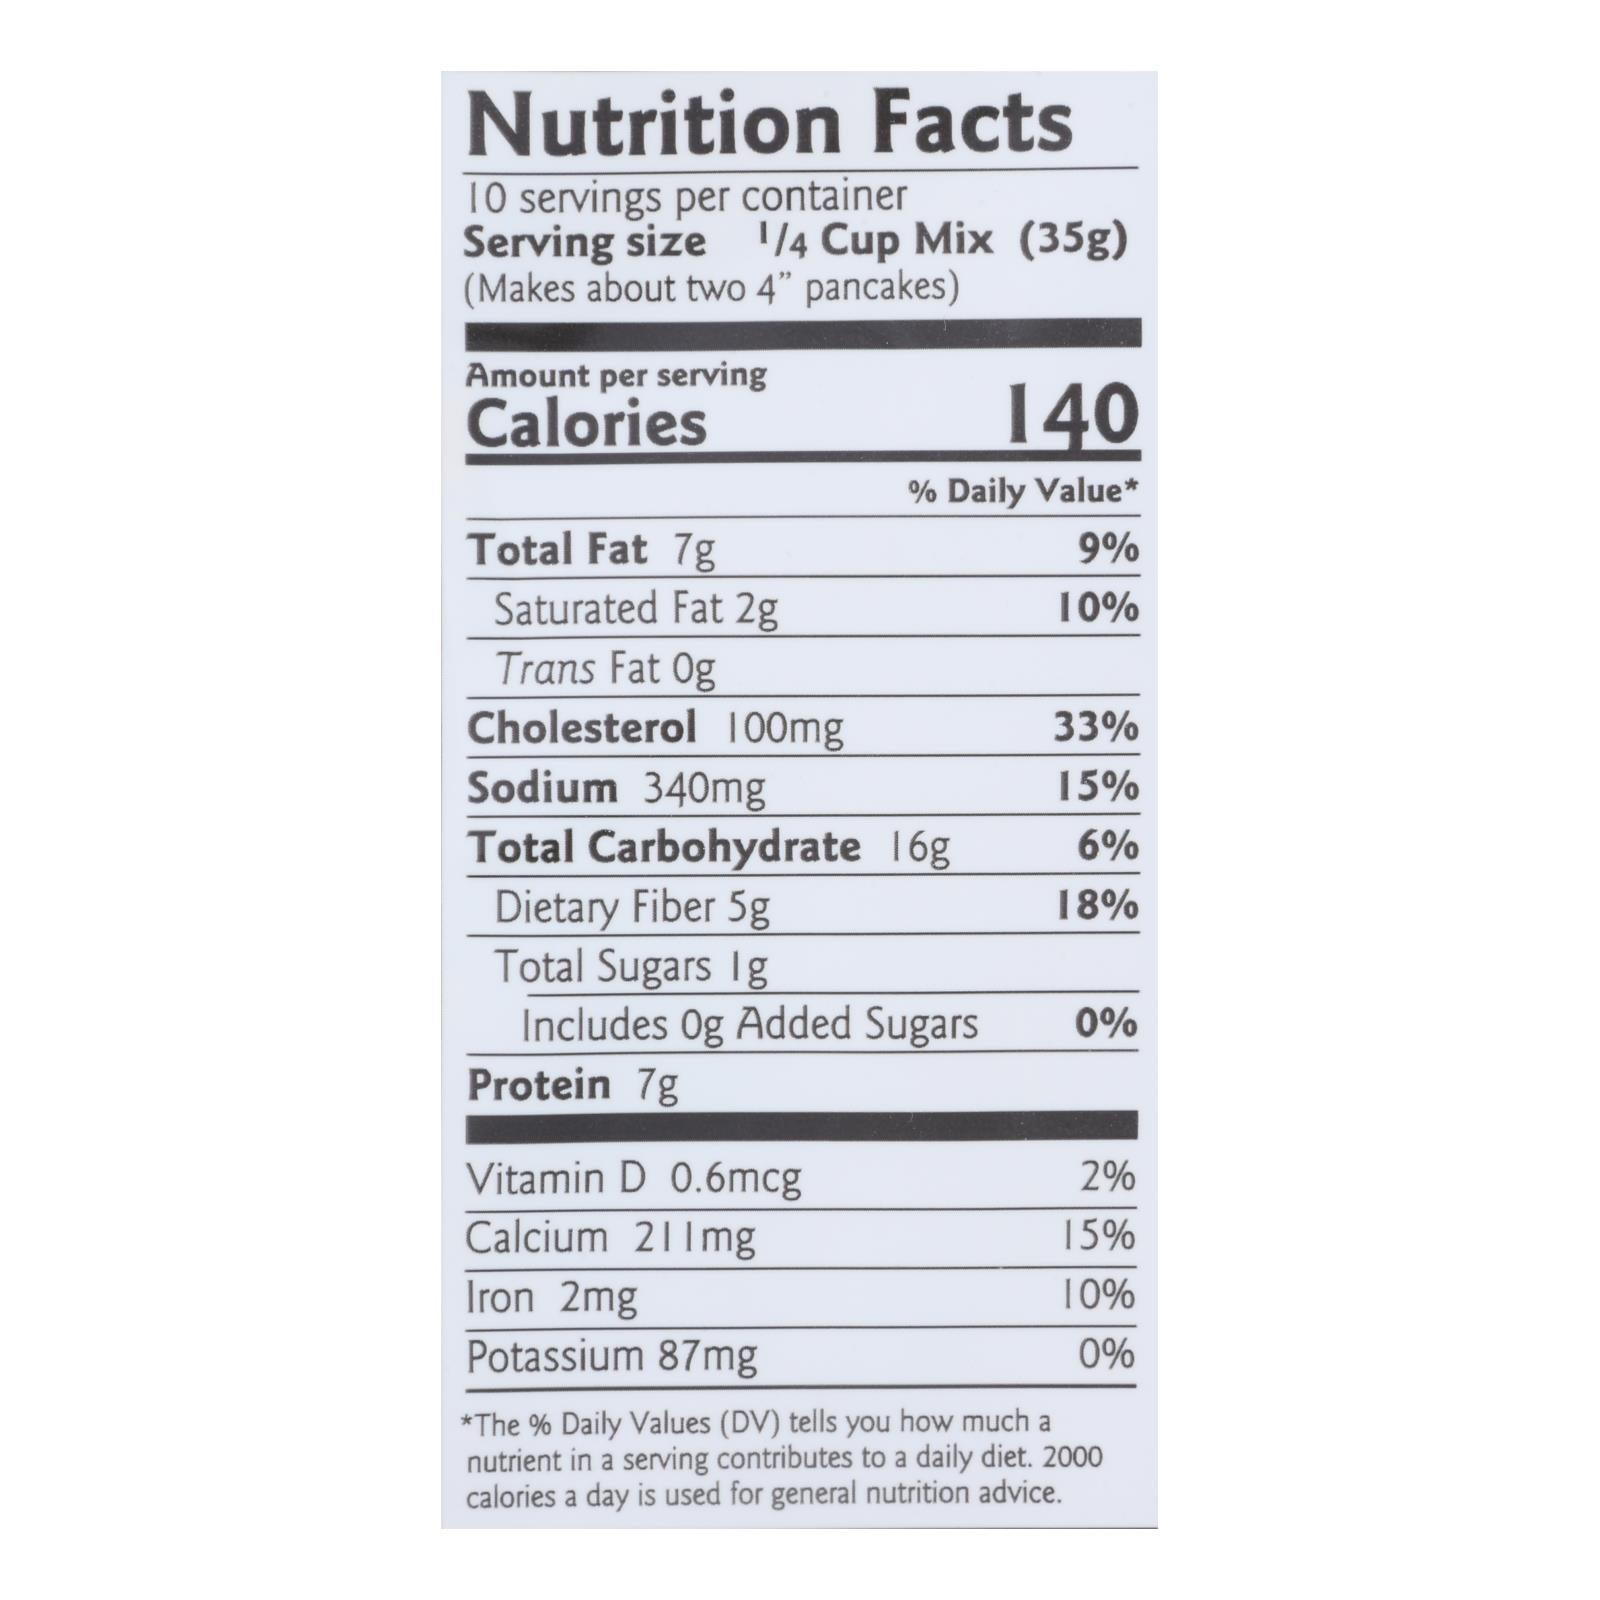 Nutrition Facts
10 servings per container
Serving size 1/4 Cup Mix (35g)
(Makes about two 4” pancakes)
Amount per serving
Calories 140
% Daily Value*
Total Fat 7g 9%
Saturated Fat 2g 10%
Trans Fat 0g
Cholesterol 100mg 33%
Sodium 340mg 15%
Total Carbohydrate 16g 6%
Dietary Fiber 5g 18%
Total Sugars 1g
Includes 0g Added Sugars 0%
Protein 7g
Vitamin D 0.6mcg 2%
Calcium 211mg 15%
Iron 2mg 10%
Potassium 87mg 0%
*The % Daily Values (DV) tells you how much a
nutrient in a serving contributes to a daily diet. 2000
calories a day is used for general nutrition advice.